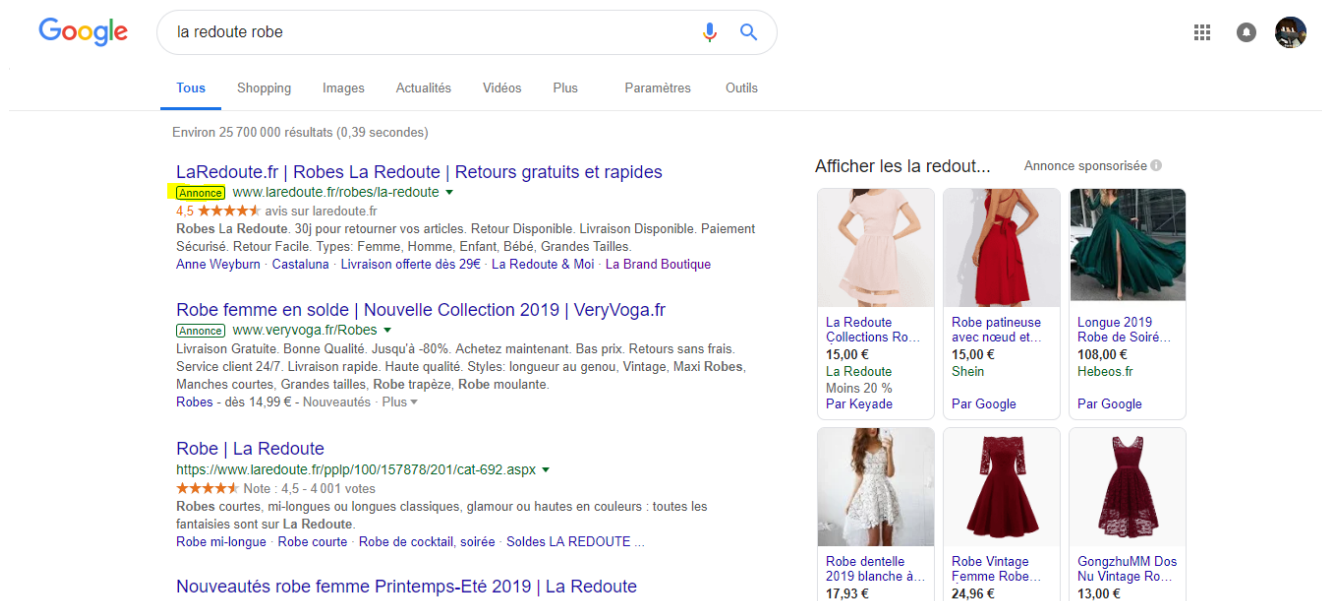 Google
la redoute robe
Tous Shopping Images Actualités Vidéos Plus Paramètres Outils
Environ 25 700 000 résultats (0,39 secondes)
LaRedoute.fr | Robes La Redoute | Retours gratuits et rapides
Annonce www.laredoute.fr/robes/la-redoute
4,5 avis sur laredoute.fr
Robes La Redoute. 30j pour retourner vos articles. Retour Disponible. Livraison Disponible. Paiement
Sécurisé. Retour Facile. Types: Femme, Homme, Enfant, Bébé, Grandes Tailles.
Anne Weyburn · Castaluna · Livraison offerte dès 29€ · La Redoute & Moi · La Brand Boutique
Robe femme en solde | Nouvelle Collection 2019 | VeryVoga.fr
Annonce www.veryvoga.fr/Robes
Livraison Gratuite. Bonne Qualité. Jusqu'à -80%. Achetez maintenant. Bas prix. Retours sans frais.
Service client 24/7. Livraison rapide. Haute qualité. Styles: longueur au genou, Vintage, Maxi Robes,
Manches courtes, Grandes tailles, Robe trapèze, Robe moulante.
Robes - dès 14,99 € - Nouveautés · Plus
Robe | La Redoute
https://www.laredoute.fr/pplp/100/157878/201/cat-692.aspx
Note : 4,5 - 4 001 votes
Robes courtes, mi-longues ou longues classiques, glamour ou hautes en couleurs : toutes les
fantaisies sont sur La Redoute.
Robe mi-longue · Robe courte · Robe de cocktail, soirée · Soldes LA REDOUTE ...
Nouveautés robe femme Printemps-Eté 2019 | La Redoute
Afficher les la redout... Annonce sponsorisée
La Redoute
Collections Ro...
15,00 €
La Redoute
Moins 20 %
Par Keyade
Robe patineuse
avec nœud et...
15,00 €
Shein
Par Google
Longue 2019
Robe de Soiré...
108,00 €
Hebeos.fr
Par Google
Robe dentelle
2019 blanche à...
17,93 €
Robe Vintage
Femme Robe...
24,96 €
GongzhuMM Dos
Nu Vintage Ro...
13,00 €